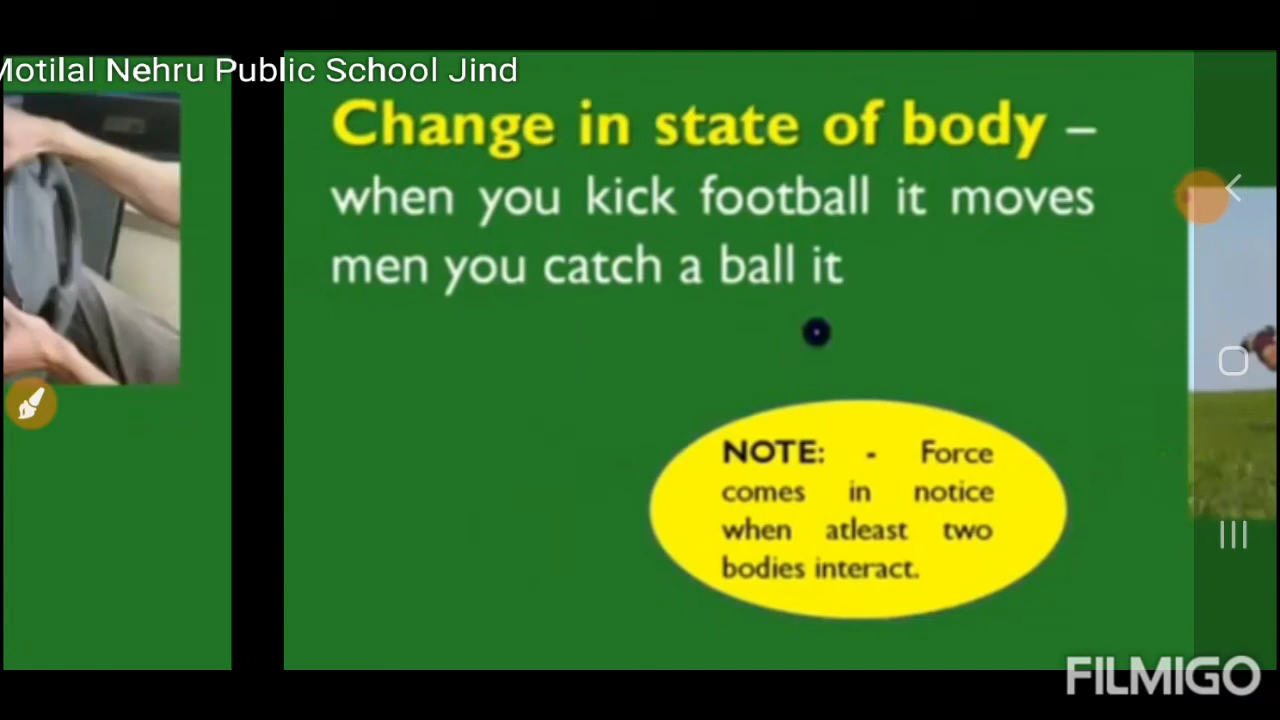 Motilal Nehru Public School Jind
Change in state of body –
when you kick football it moves
men you catch a ball it
NOTE: - Force
comes in notice
when atleast two
bodies interact.
FILMIGO